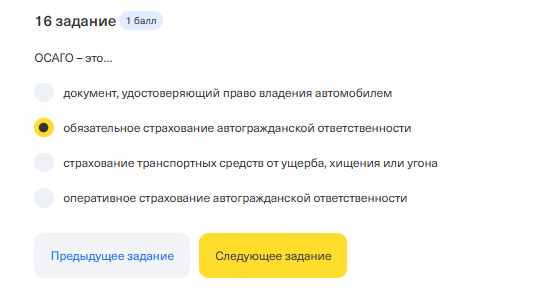 16 задание 1 балл
ОСАГО – это...
документ, удостоверяющий право владения автомобилем
обязательное страхование автогражданской ответственности
страхование транспортных средств от ущерба, хищения или угона
оперативное страхование автогражданской ответственности
Предыдущее задание Следующее задание